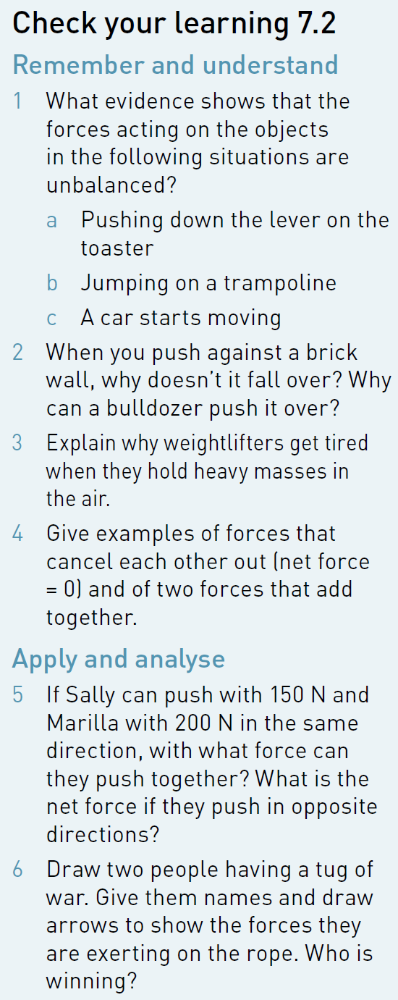 Check your learning 7.2
Remember and understand
1 What evidence shows that the
forces acting on the objects
in the following situations are
unbalanced?
a Pushing down the lever on the
toaster
b Jumping on a trampoline
c A car starts moving
2 When you push against a brick
wall, why doesn’t it fall over? Why
can a bulldozer push it over?
3 Explain why weightlifters get tired
when they hold heavy masses in
the air.
4 Give examples of forces that
cancel each other out (net force
= 0) and of two forces that add
together.
Apply and analyse
5 If Sally can push with 150 N and
Marilla with 200 N in the same
direction, with what force can
they push together? What is the
net force if they push in opposite
directions?
6 Draw two people having a tug of
war. Give them names and draw
arrows to show the forces they
are exerting on the rope. Who is
winning?